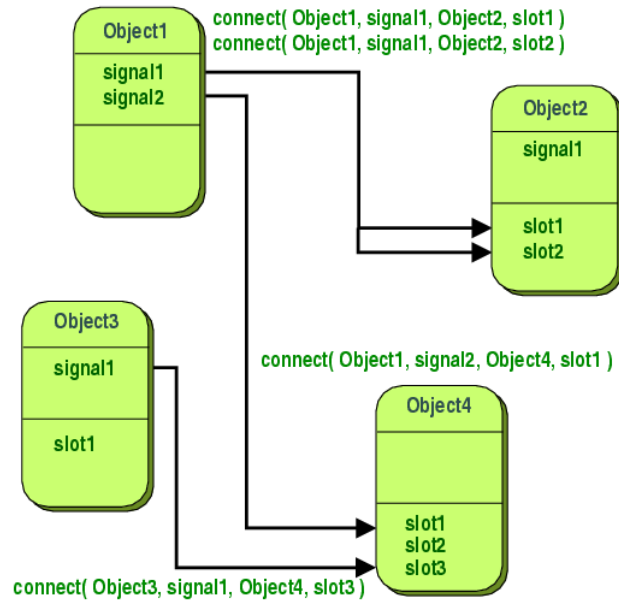 connect( Object1, signal1, Object2, slot1 )
connect( Object1, signal1, Object2, slot2 )
Object1
signal1
signal2
Object2
signal1
slot1
slot2
Object3
signal1
slot1
connect( Object1, signal2, Object4, slot1 )
Object4
slot1
slot2
slot3
connect( Object3, signal1, Object4, slot3 )